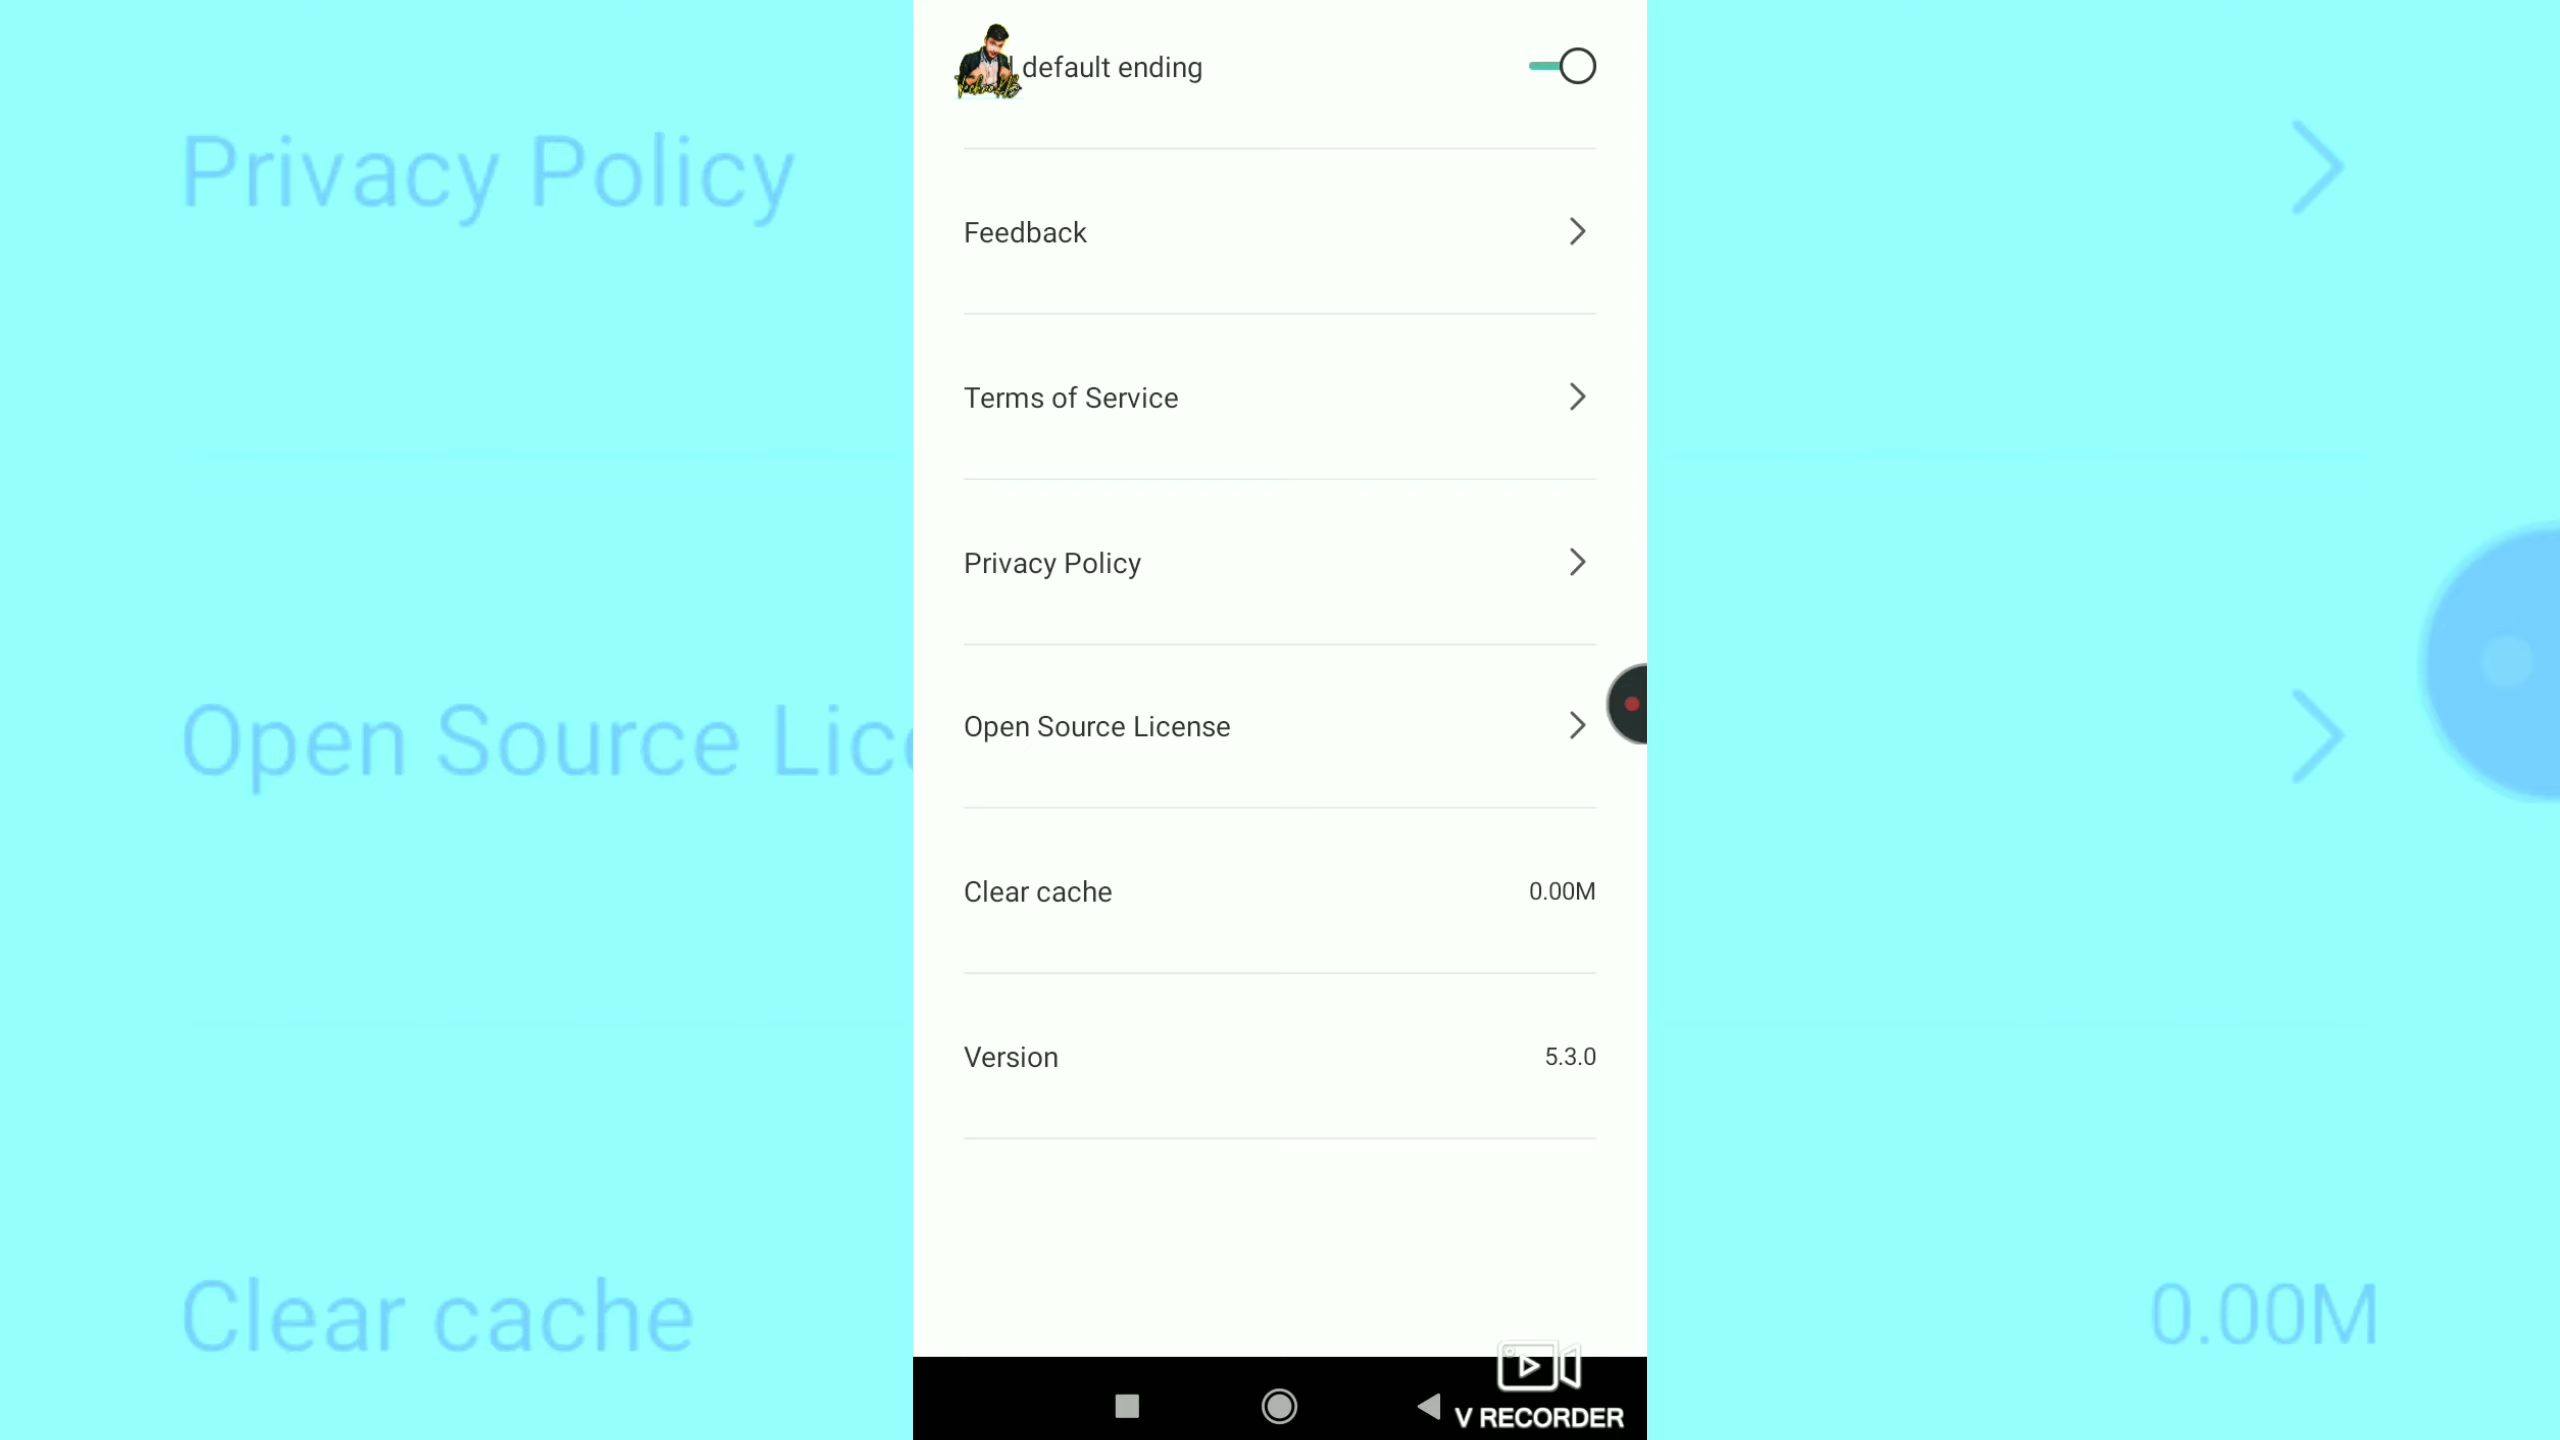 default ending
Feedback
Terms of Service
Privacy Policy
Open Source License
Clear cache 0.00M
Version 5.3.0
V RECORDER
Privacy Policy
Open Source Lic
Clear cache 0.00M